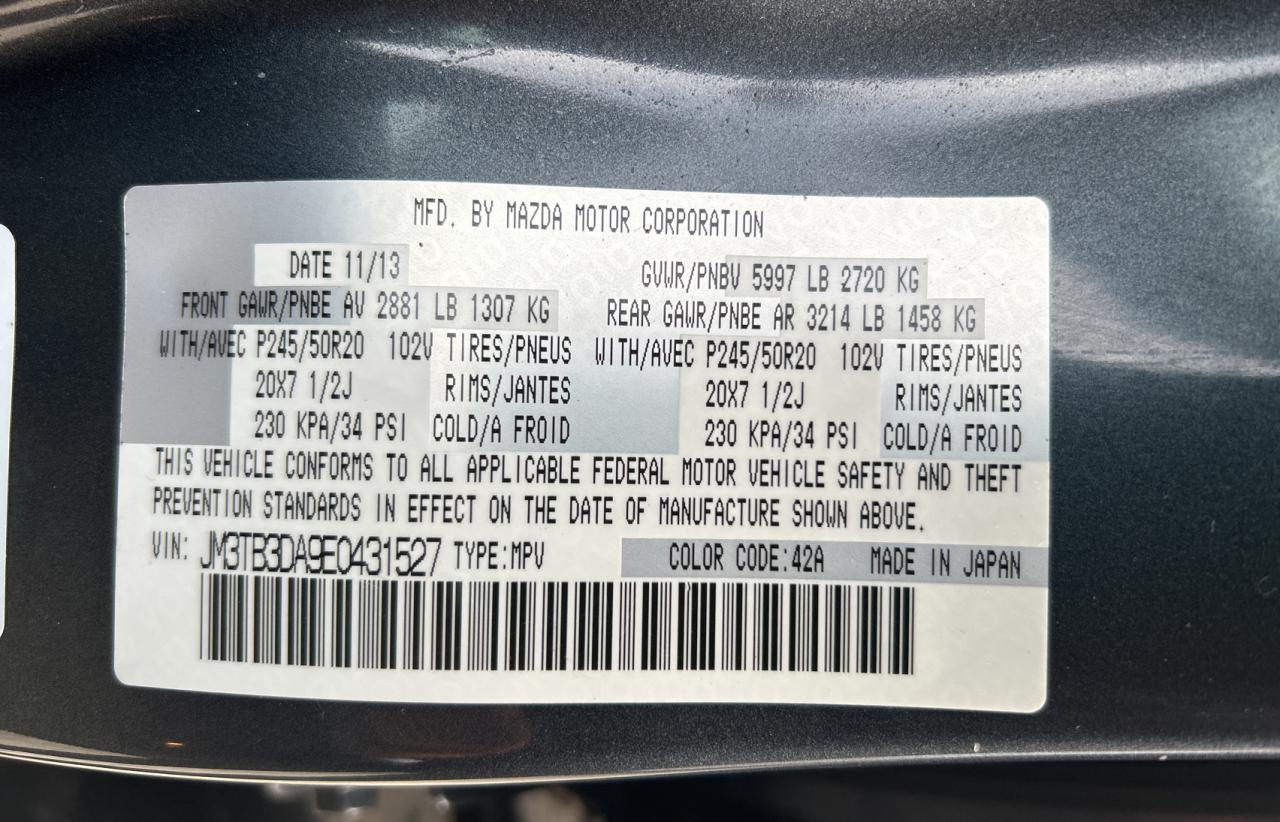 MFD. BY MAZDA MOTOR CORPORATION
DATE 11/13 GVWR/PNBV 5997 LB 2720 KG
FRONT GAWR/PNBE AV 2881 LB 1307 KG REAR GAWR/PNBE AR 3214 LB 1458 KG
WITH/AVEC P245/50R20 102V TIRES/PNEUS WITH/AVEC P245/50R20 102V TIRES/PNEUS
20X7 1/2J RIMS/JANTES 20X7 1/2J RIMS/JANTES
230 KPA/34 PSI COLD/A FROID 230 KPA/34 PSI COLD/A FROID
THIS VEHICLE CONFORMS TO ALL APPLICABLE FEDERAL MOTOR VEHICLE SAFETY AND THEFT
PREVENTION STANDARDS IN EFFECT ON THE DATE OF MANUFACTURE SHOWN ABOVE.
VIN: JM3TB3DA9E0431527 TYPE:MPV COLOR CODE:42A MADE IN JAPAN